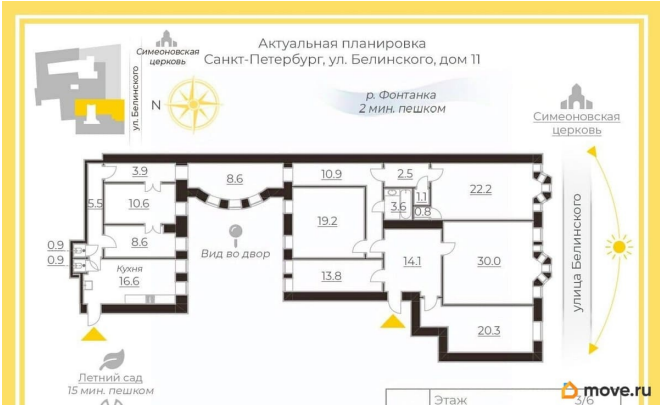 Актуальная планировка
Санкт-Петербург, ул. Белинского, дом 11
Симеоновская
церковь
ул. Белинского
N
р. Фонтанка
2 мин. пешком
Симеоновская
церковь
3.9
8.6
10.9
2.5
22.2
5.5
10.6
1.1
3.6
0.8
19.2
8.6
0.9
0.9
Вид во двор
14.1
30.0
Кухня
16.6
13.8
20.3
улица Белинского
Летний сад
15 мин. пешком
Этаж
3/6
move.ru